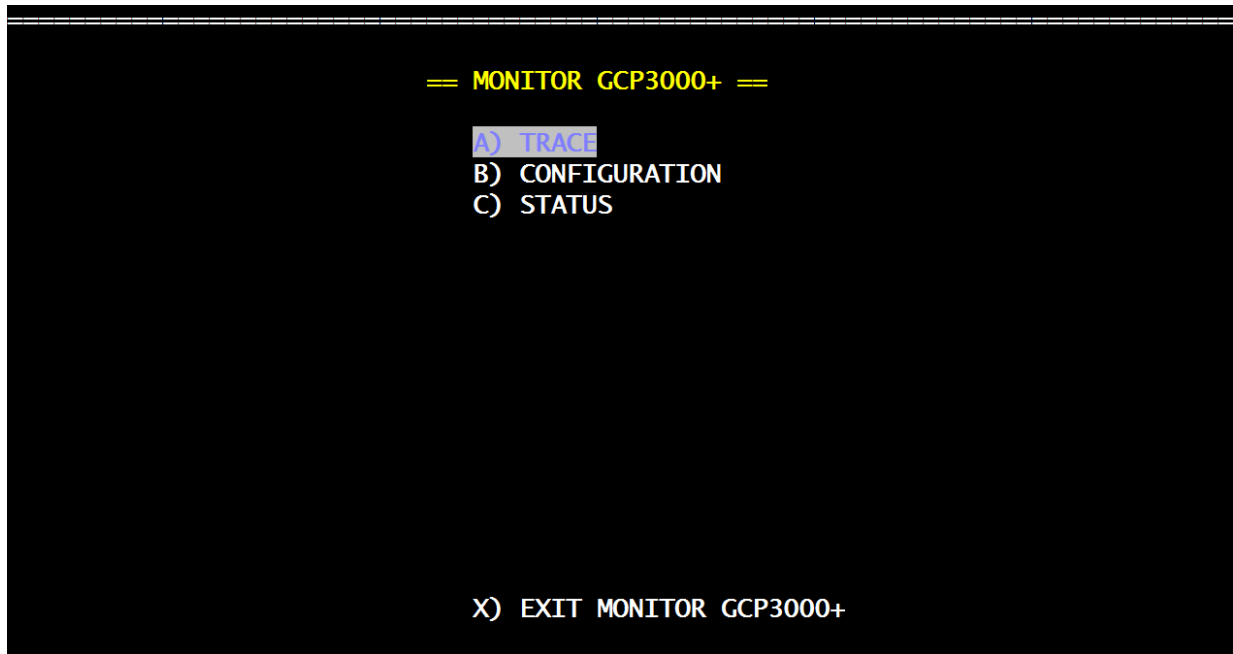 == MONITOR GCP3000+ ==
A) TRACE
B) CONFIGURATION
C) STATUS
X) EXIT MONITOR GCP3000+